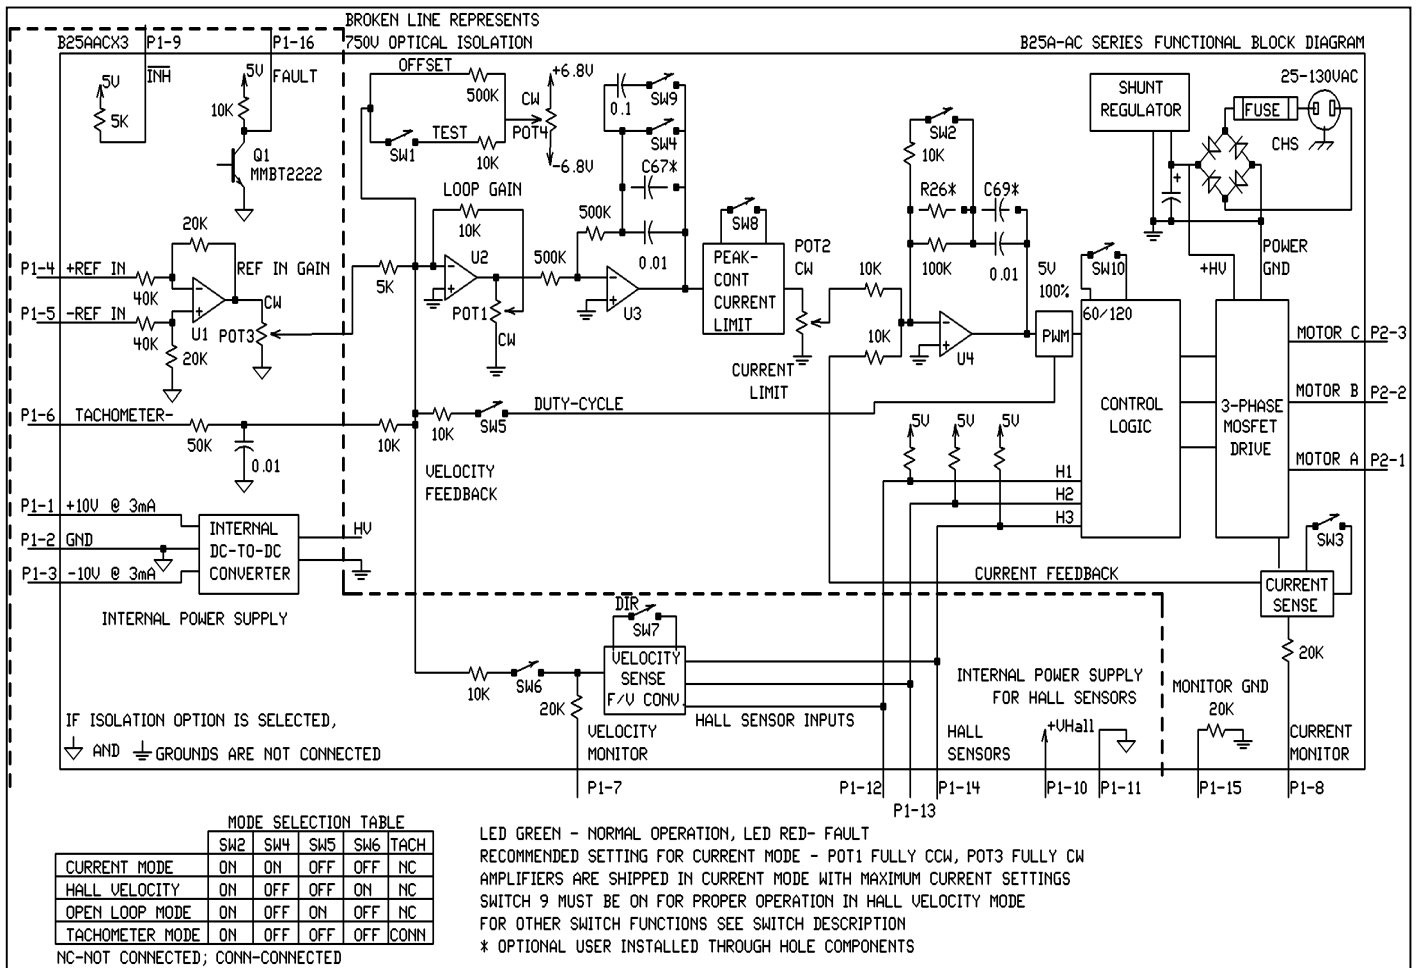 BROKEN LINE REPRESENTS
750V OPTICAL ISOLATION
B25AACX3
P1-9
P1-16
B25A-AC SERIES FUNCTIONAL BLOCK DIAGRAM
5V
INH
5K
5V
FAULT
10K
Q1
MMBT2222
OFFSET
500K
SW1
TEST
10K
CW
POT4
+6.8V
-6.8V
0.1
SW9
SW4
C67*
500K
0.01
SW2
10K
R26*
C69*
100K
0.01
SHUNT
REGULATOR
25-130VAC
FUSE
CHS
+
20K
P1-4
+REF IN
40K
P1-5
-REF IN
40K
-
+
U1
20K
REF IN GAIN
CW
POT3
LOOP GAIN
10K
5K
-
+
U2
POT1
CW
500K
-
+
U3
SW8
PEAK-
CONT
CURRENT
LIMIT
POT2
CW
CURRENT
LIMIT
10K
10K
-
+
U4
5V
100%
PWM
SW10
60/120
+HV
POWER
GND
CONTROL
LOGIC
3-PHASE
MOSFET
DRIVE
MOTOR C
P2-3
MOTOR B
P2-2
MOTOR A
P2-1
P1-6
TACHOMETER-
50K
0.01
10K
10K
SW5
DUTY-CYCLE
VELOCITY
FEEDBACK
5V
5V
5V
H1
H2
H3
P1-1
+10V @ 3mA
P1-2
GND
P1-3
-10V @ 3mA
INTERNAL
DC-TO-DC
CONVERTER
HV
INTERNAL POWER SUPPLY
CURRENT FEEDBACK
SW3
CURRENT
SENSE
20K
DIR
SW7
VELOCITY
SENSE
F/V CONV.
10K
SW6
20K
VELOCITY
MONITOR
HALL SENSOR INPUTS
INTERNAL POWER SUPPLY
FOR HALL SENSORS
HALL
SENSORS
+VHall
MONITOR GND
20K
CURRENT
MONITOR
IF ISOLATION OPTION IS SELECTED,
AND
GROUNDS ARE NOT CONNECTED
P1-7
P1-12
P1-13
P1-14
P1-10
P1-11
P1-15
P1-8
MODE SELECTION TABLE
SW2 SW4 SW5 SW6 TACH
CURRENT MODE ON ON OFF OFF NC
HALL VELOCITY ON OFF OFF ON NC
OPEN LOOP MODE ON OFF ON OFF NC
TACHOMETER MODE ON OFF OFF OFF CONN
NC-NOT CONNECTED; CONN-CONNECTED
LED GREEN - NORMAL OPERATION, LED RED- FAULT
RECOMMENDED SETTING FOR CURRENT MODE - POT1 FULLY CCW, POT3 FULLY CW
AMPLIFIERS ARE SHIPPED IN CURRENT MODE WITH MAXIMUM CURRENT SETTINGS
SWITCH 9 MUST BE ON FOR PROPER OPERATION IN HALL VELOCITY MODE
FOR OTHER SWITCH FUNCTIONS SEE SWITCH DESCRIPTION
* OPTIONAL USER INSTALLED THROUGH HOLE COMPONENTS